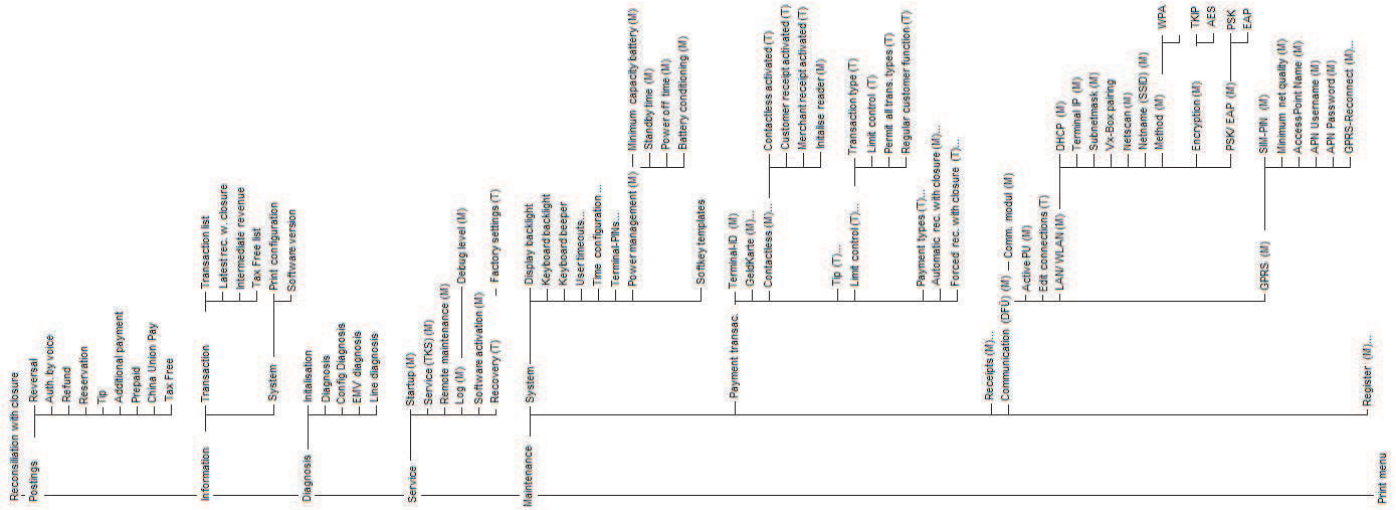 Reconsiliation with closure
Postings
Reversal
Auth. by voice
Refund
Reservation
Tip
Additional payment
Prepaid
China Union Pay
Tax Free
Information
Transaction
Transaction list
Latest rec. w. closure
Intermediate revenue
Tax Free list
System
Print configuration
Software version
Diagnosis
Initialisation
Diagnosis
Config Diagnosis
EMV diagnosis
Line diagnosis
Service
Startup (M)
Service (TKS) (M)
Remote maintenance (M)
Log (M)
Debug level (M)
Software activation (M)
Recovery (T)
Factory settings (T)
Maintenance
System
Display backlight
Keyboard backlight
Keyboard beeper
User timeouts...
Time configuration ...
Terminal-PINs...
Power management (M)
Minimum capacity battery (M)
Standby time (M)
Power off time (M)
Battery conditioning (M)
Softkey templates
Payment transac.
Terminal-ID (M)
GeldKarte (M)...
Contactless (M)...
Contactless activated (T)
Customer receipt activated (T)
Merchant receipt activated (T)
Initalise reader (M)
Tip (T)...
Limit control (T)...
Transaction type (T)
Limit control (T)
Permit all trans. types (T)
Regular customer function (T)
Payment types (T)...
Automatic rec. with closure (M)...
Forced rec. with closure (T)...
Receipts (M)...
Communication (DFÜ) (M)
Comm. modul (M)
Active PU (M)
Edit connections (T)
LAN/ WLAN (M)
DHCP (M)
Terminal IP (M)
Subnetmask (M)
Vx-Box pairing
Netscan (M)
Netname (SSID) (M)
Method (M)
WPA
Encryption (M)
TKIP
AES
PSK/ EAP (M)
PSK
EAP
GPRS (M)
SIM-PIN (M)
Minimum net quality (M)
Access Point Name (M)
APN Username (M)
APN Password (M)
GPRS-Reconnect (M)...
Register (M)...
Print menu